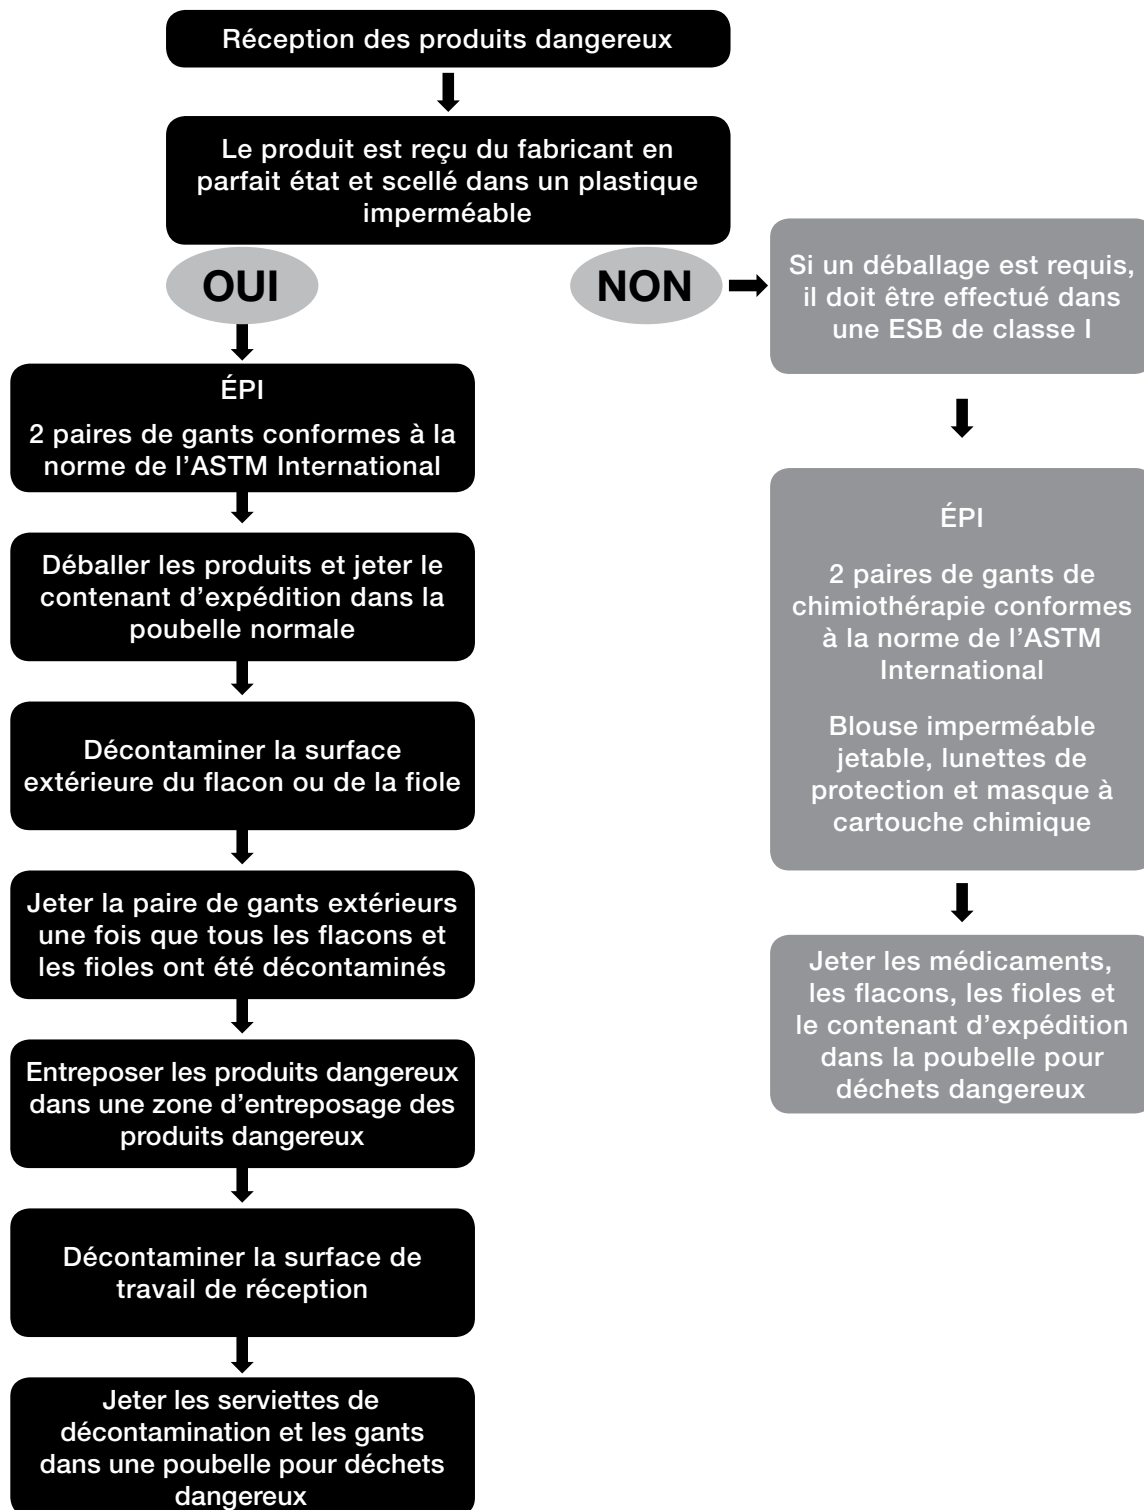 Réception des produits dangereux
Le produit est reçu du fabricant en
parfait état et scellé dans un plastique
imperméable
OUI
NON
ÉPI
2 paires de gants conformes à la
norme de l’ASTM International
Déballer les produits et jeter le
contenant d’expédition dans la
poubelle normale
Décontaminer la surface
extérieure du flacon ou de la fiole
Jeter la paire de gants extérieurs
une fois que tous les flacons et
les fioles ont été décontaminés
Entreposer les produits dangereux
dans une zone d’entreposage des
produits dangereux
Décontaminer la surface de
travail de réception
Jeter les serviettes de
décontamination et les gants
dans une poubelle pour déchets
dangereux
Si un déballage est requis,
il doit être effectué dans
une ESB de classe I
ÉPI
2 paires de gants de
chimiothérapie conformes
à la norme de l’ASTM
International
Blouse imperméable
jetable, lunettes de
protection et masque à
cartouche chimique
Jeter les médicaments,
les flacons, les fioles et
le contenant d’expédition
dans la poubelle pour
déchets dangereux